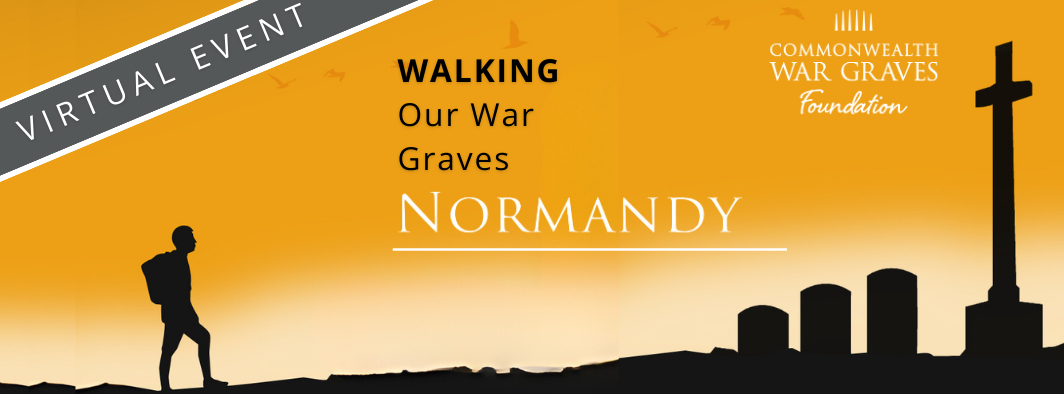 VIRTUAL EVENT
WALKING
Our War
Graves
NORMANDY
COMMONWEALTH
WAR GRAVES
Foundation